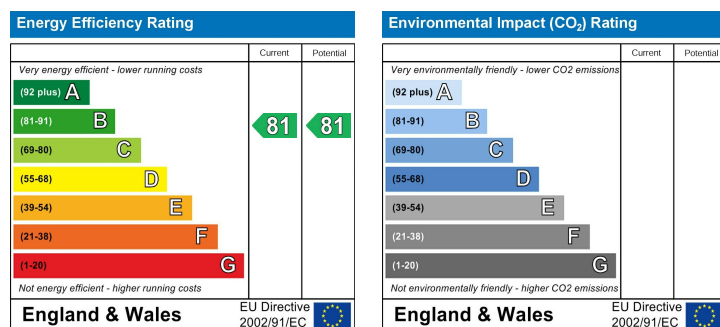 Energy Efficiency Rating
Current Potential
Very energy efficient - lower running costs
(92 plus) A
(81-91) B
81 81
(69-80) C
(55-68) D
(39-54) E
(21-38) F
(1-20) G
Not energy efficient - higher running costs
England & Wales
EU Directive
2002/91/EC
Environmental Impact (CO₂) Rating
Current Potential
Very environmentally friendly - lower CO2 emissions
(92 plus) A
(81-91) B
(69-80) C
(55-68) D
(39-54) E
(21-38) F
(1-20) G
Not environmentally friendly - higher CO2 emissions
England & Wales
EU Directive
2002/91/EC